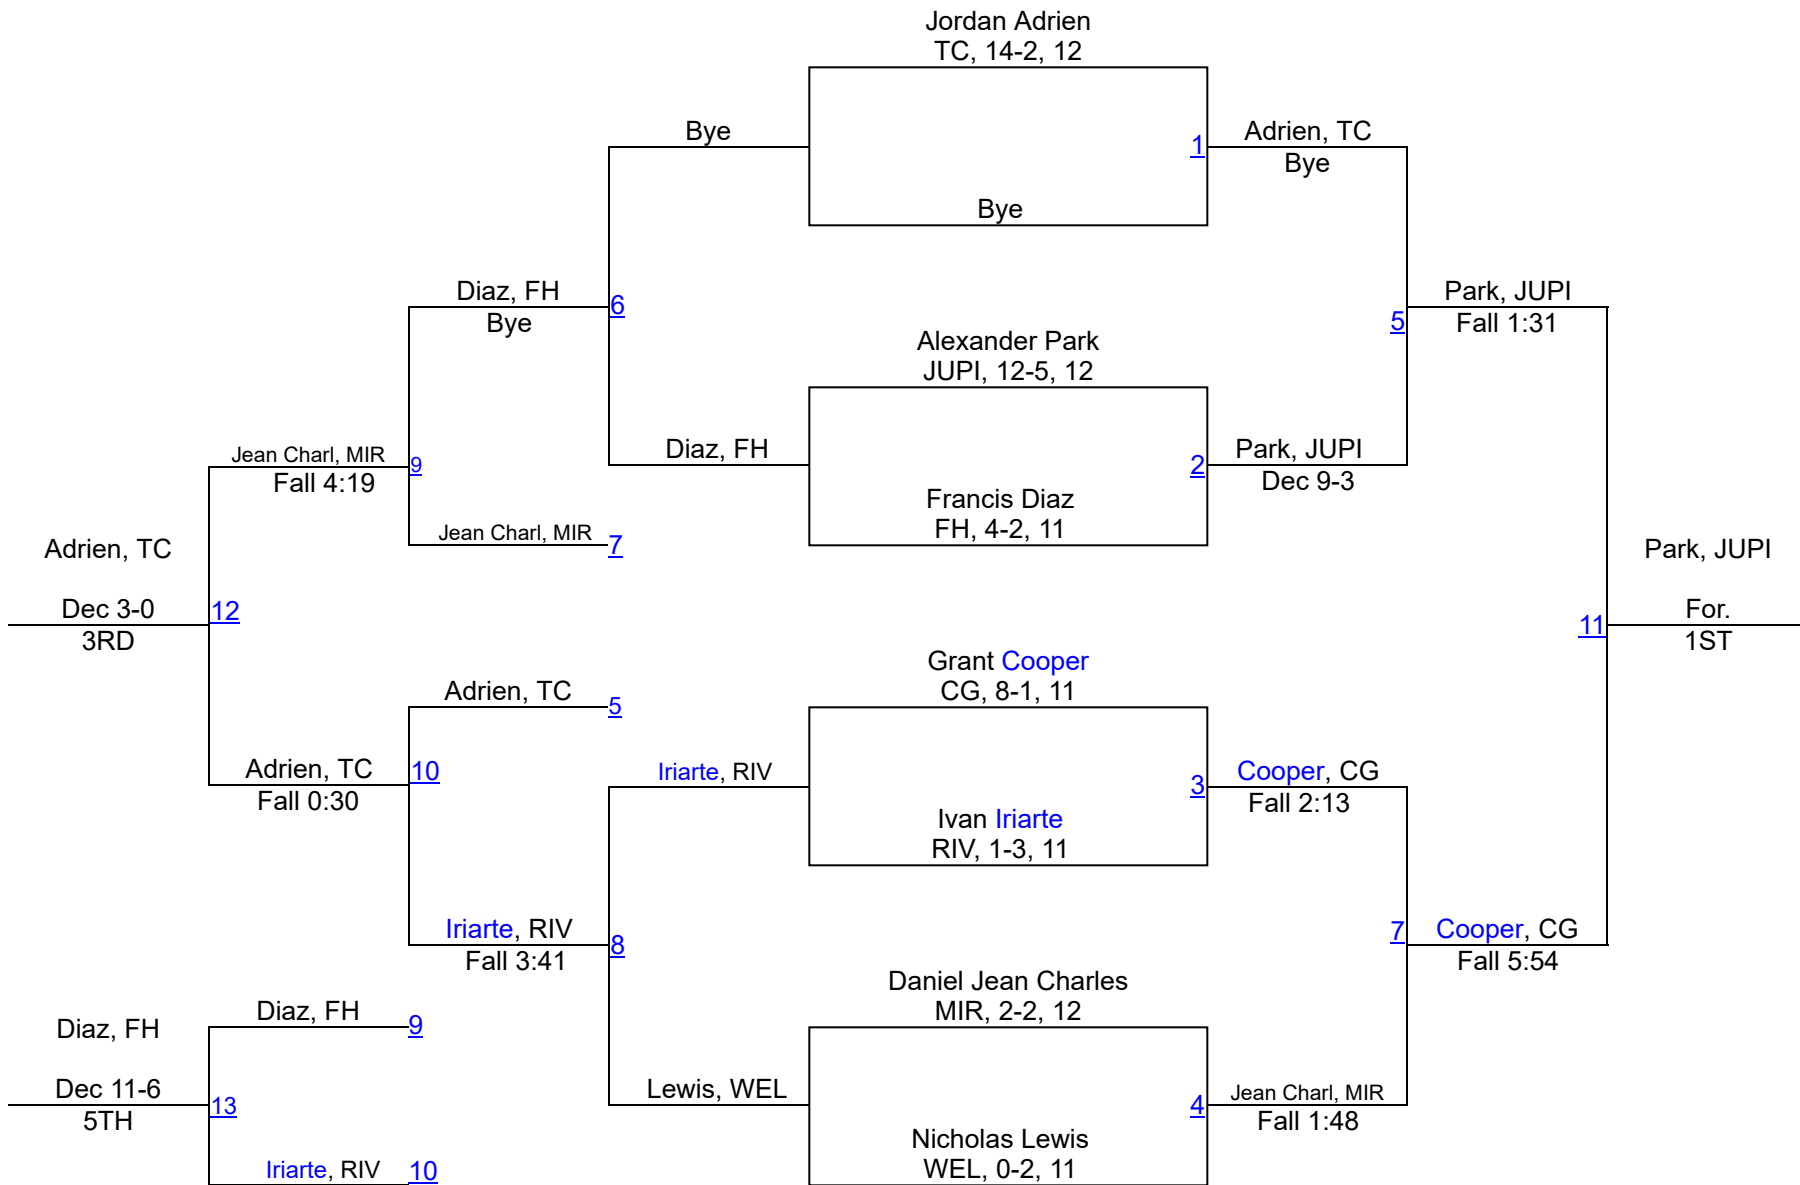 Jordan Adrien
TC, 14-2, 12
Bye
1
Adrien, TC
Bye
Bye
Diaz, FH
Bye
6
Park, JUPI
Fall 1:31
5
Alexander Park
JUPI, 12-5, 12
Jean Charl, MIR
Fall 4:19
9
Diaz, FH
2
Park, JUPI
Dec 9-3
Francis Diaz
FH, 4-2, 11
Jean Charl, MIR
7
Adrien, TC
Dec 3-0
3RD
12
Park, JUPI
For.
1ST
11
Grant Cooper
CG, 8-1, 11
Adrien, TC
5
Adrien, TC
Fall 0:30
10
Iriarte, RIV
3
Cooper, CG
Fall 2:13
Ivan Iriarte
RIV, 1-3, 11
Iriarte, RIV
Fall 3:41
8
7
Cooper, CG
Fall 5:54
Daniel Jean Charles
MIR, 2-2, 12
Diaz, FH
9
Diaz, FH
Dec 11-6
5TH
13
Lewis, WEL
4
Jean Charl, MIR
Fall 1:48
Nicholas Lewis
WEL, 0-2, 11
Iriarte, RIV
10